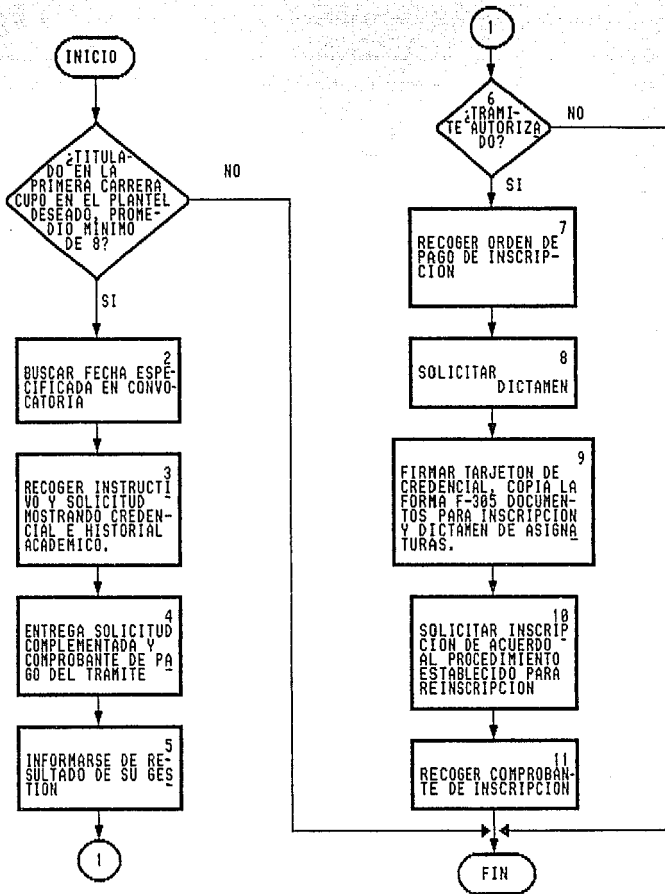 INICIO
¿TITULA-
DO EN LA
PRIMERA CARRERA
CUPO EN EL PLANTEL
DESEADO, PROME-
DIO MINIMO
DE 8?
NO
SI
2
BUSCAR FECHA ESPE
CIFICADA EN CONVO-
CATORIA
3
RECOGER INSTRUCTI
VO Y SOLICITUD
MOSTRANDO CREDEN-
CIAL E HISTORIAL
ACADEMICO.
4
ENTREGA SOLICITUD
COMPLEMENTADA Y
COMPROBANTE DE PA
GO DEL TRAMITE
5
INFORMARSE DE RE-
SULTADO DE SU GES
TION
1
1
6
¿TRAMI-
TE AUTORIZA
DO?
NO
SI
7
RECOGER ORDEN DE
PAGO DE INSCRIP-
CION
8
SOLICITAR
DICTAMEN
9
FIRMAR TARJETON DE
CREDENCIAL, COPIA LA
FORMA F-305 DOCUMEN-
TOS PARA INSCRIPCION
Y DICTAMEN DE ASIGNA
TURAS.
10
SOLICITAR INSCRIP
CION DE ACUERDO
AL PROCEDIMIENTO
ESTABLECIDO PARA
REINSCRIPCION
11
RECOGER COMPROBAN-
TE DE INSCRIPCION
FIN